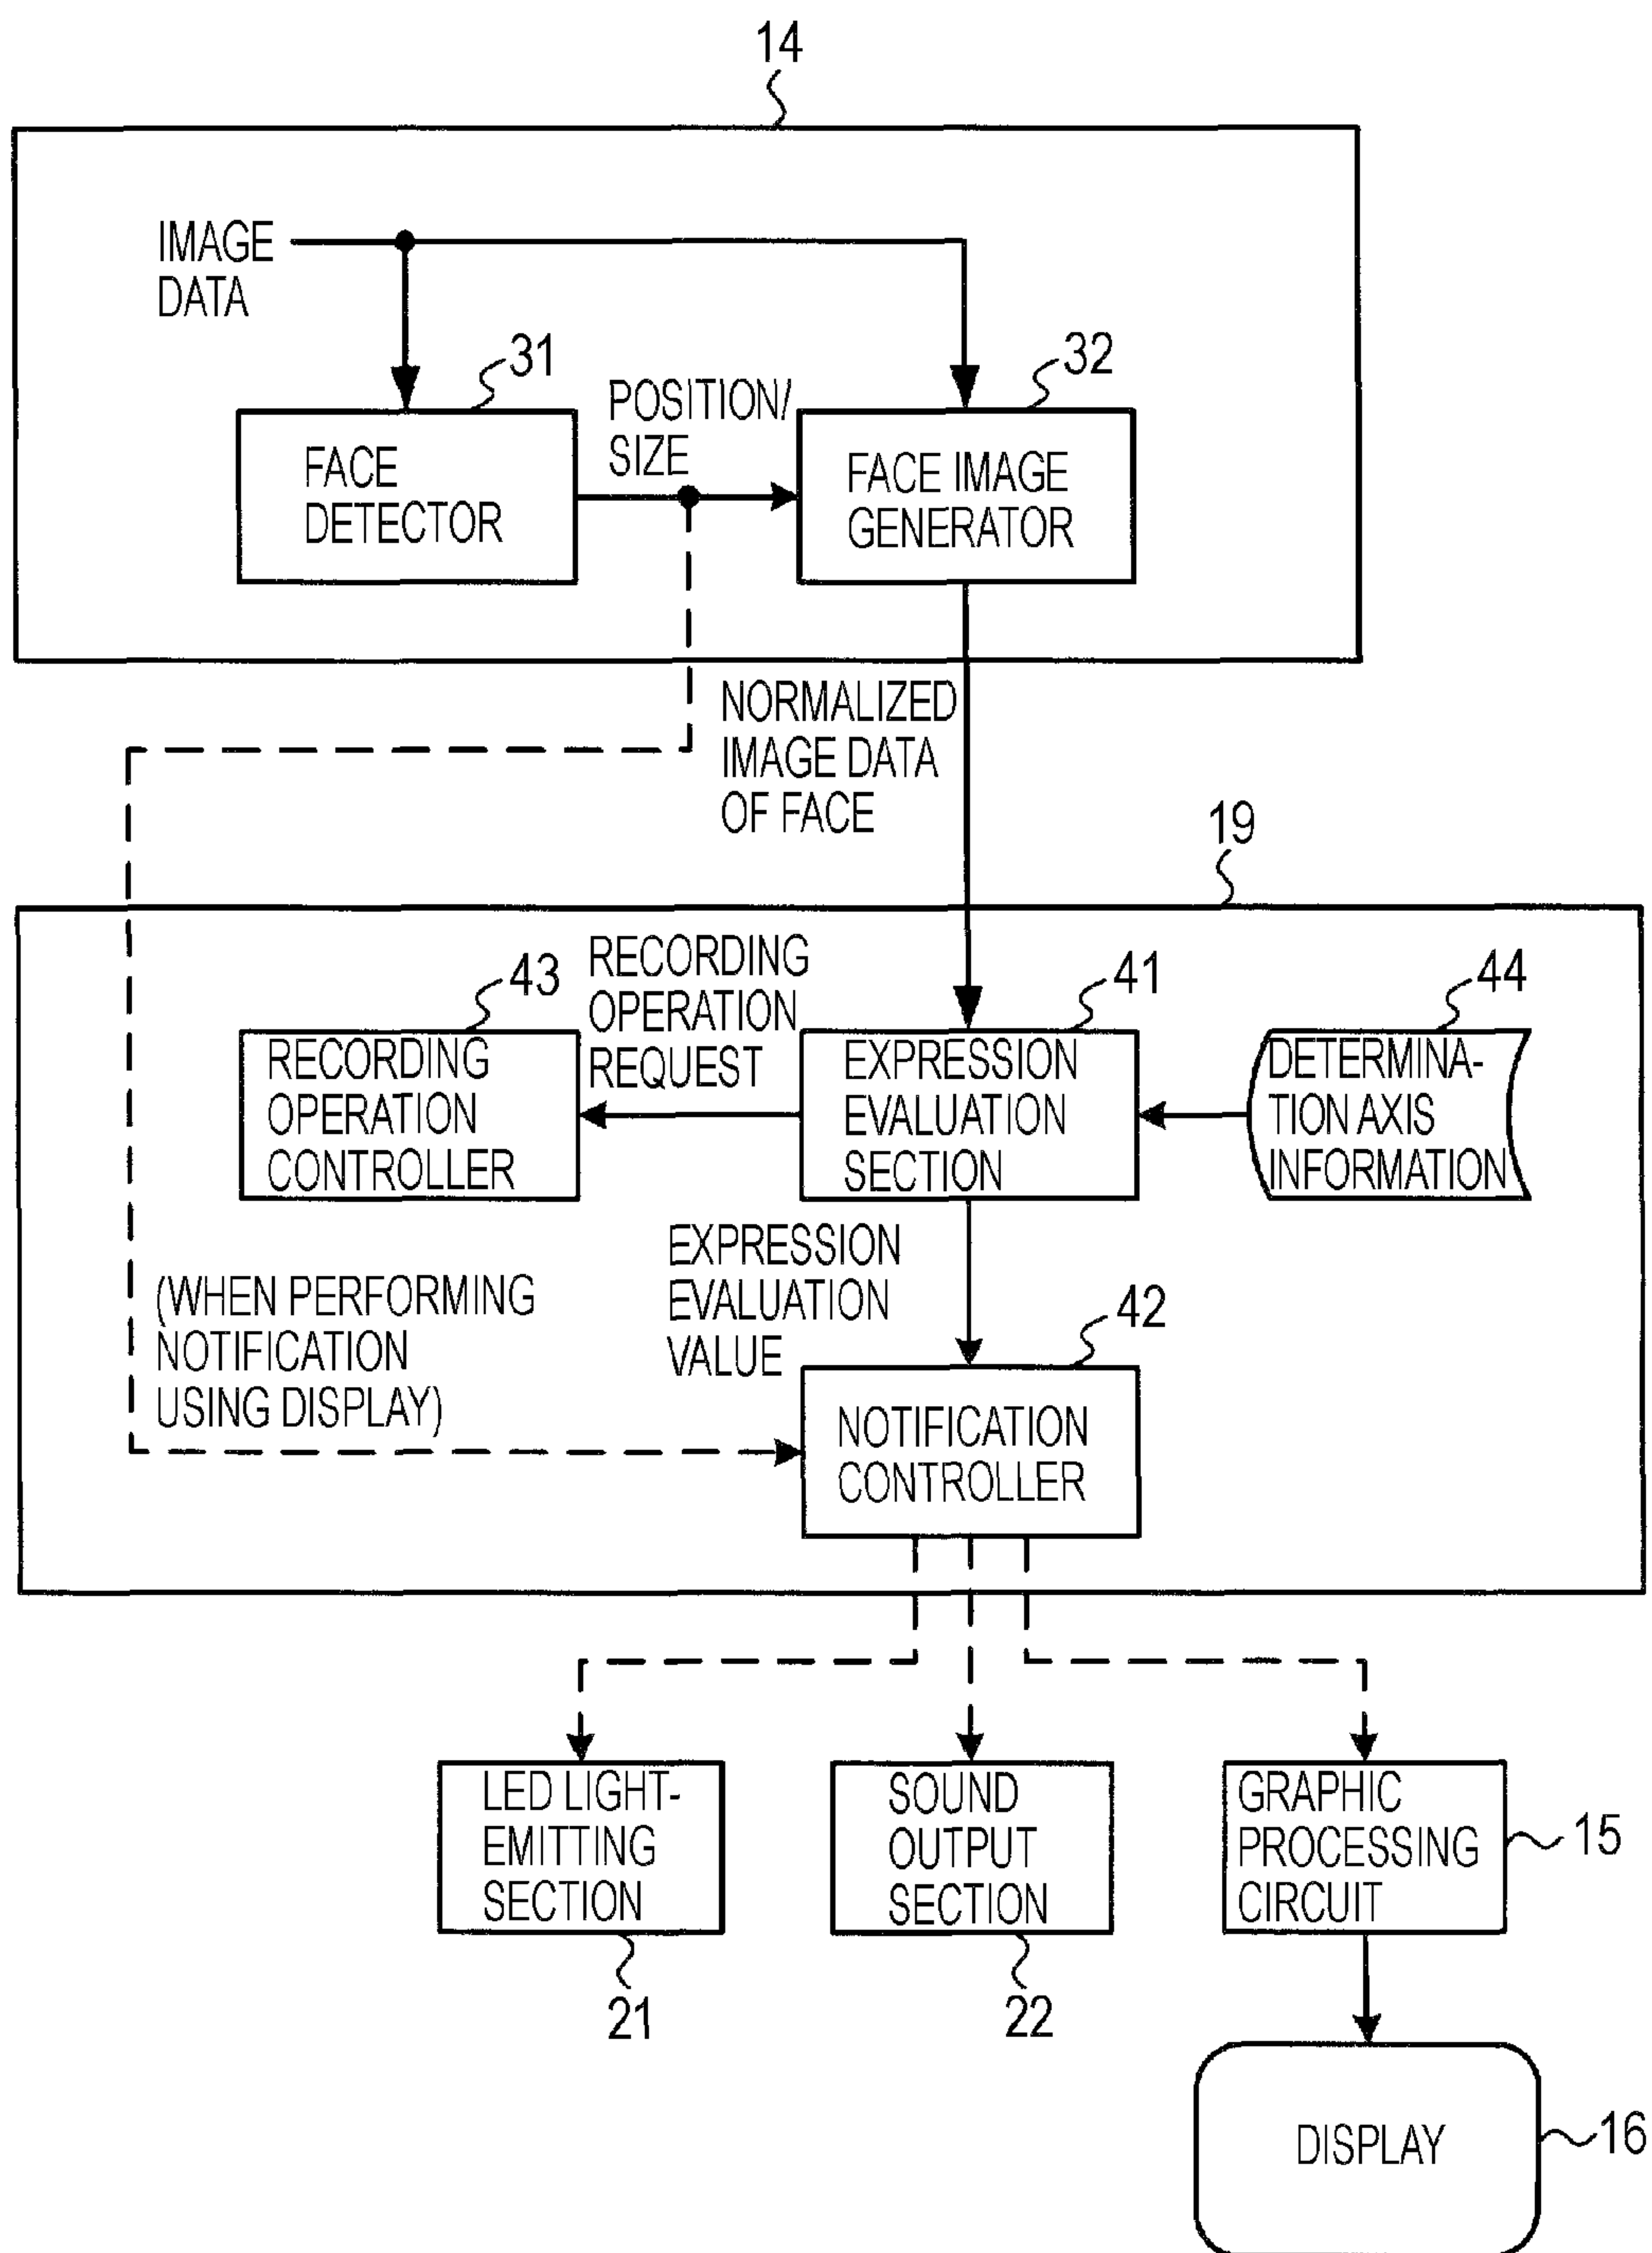 14
IMAGE
DATA
31
32
POSITION/
SIZE
FACE
DETECTOR
FACE IMAGE
GENERATOR
NORMALIZED
IMAGE DATA
OF FACE
19
43
RECORDING
OPERATION
REQUEST
41
44
RECORDING
OPERATION
CONTROLLER
EXPRESSION
EVALUATION
SECTION
DETERMINA-
TION AXIS
INFORMATION
EXPRESSION
EVALUATION
VALUE
(WHEN PERFORMING
NOTIFICATION
USING DISPLAY)
42
NOTIFICATION
CONTROLLER
LED LIGHT-
EMITTING
SECTION
21
SOUND
OUTPUT
SECTION
22
GRAPHIC
PROCESSING
CIRCUIT
15
DISPLAY
16